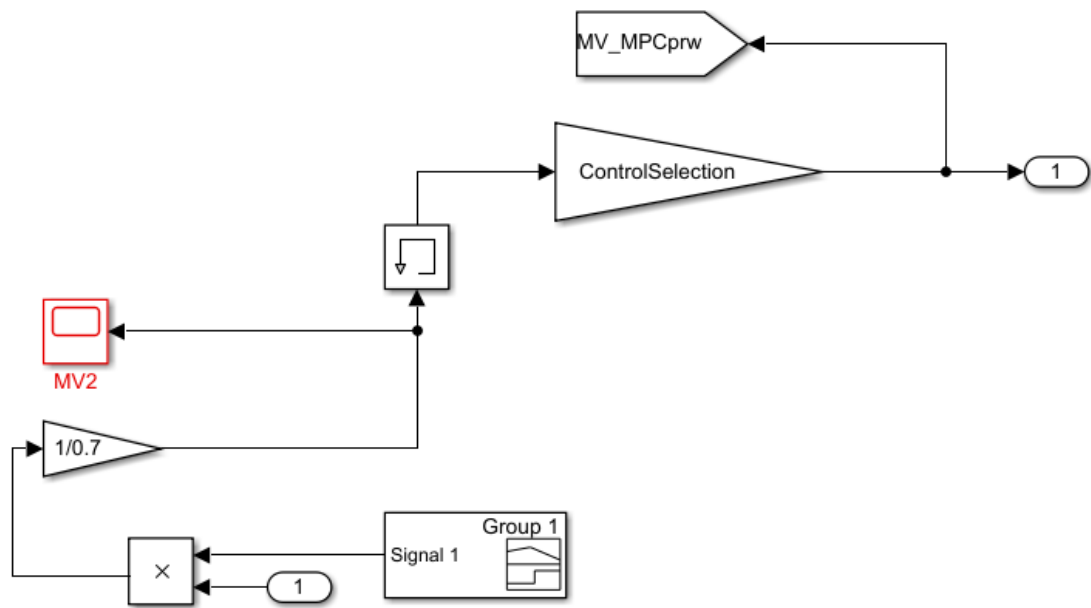 MV_MPCprw
ControlSelection
1
MV2
1/0.7
Group 1
Signal 1
×
1